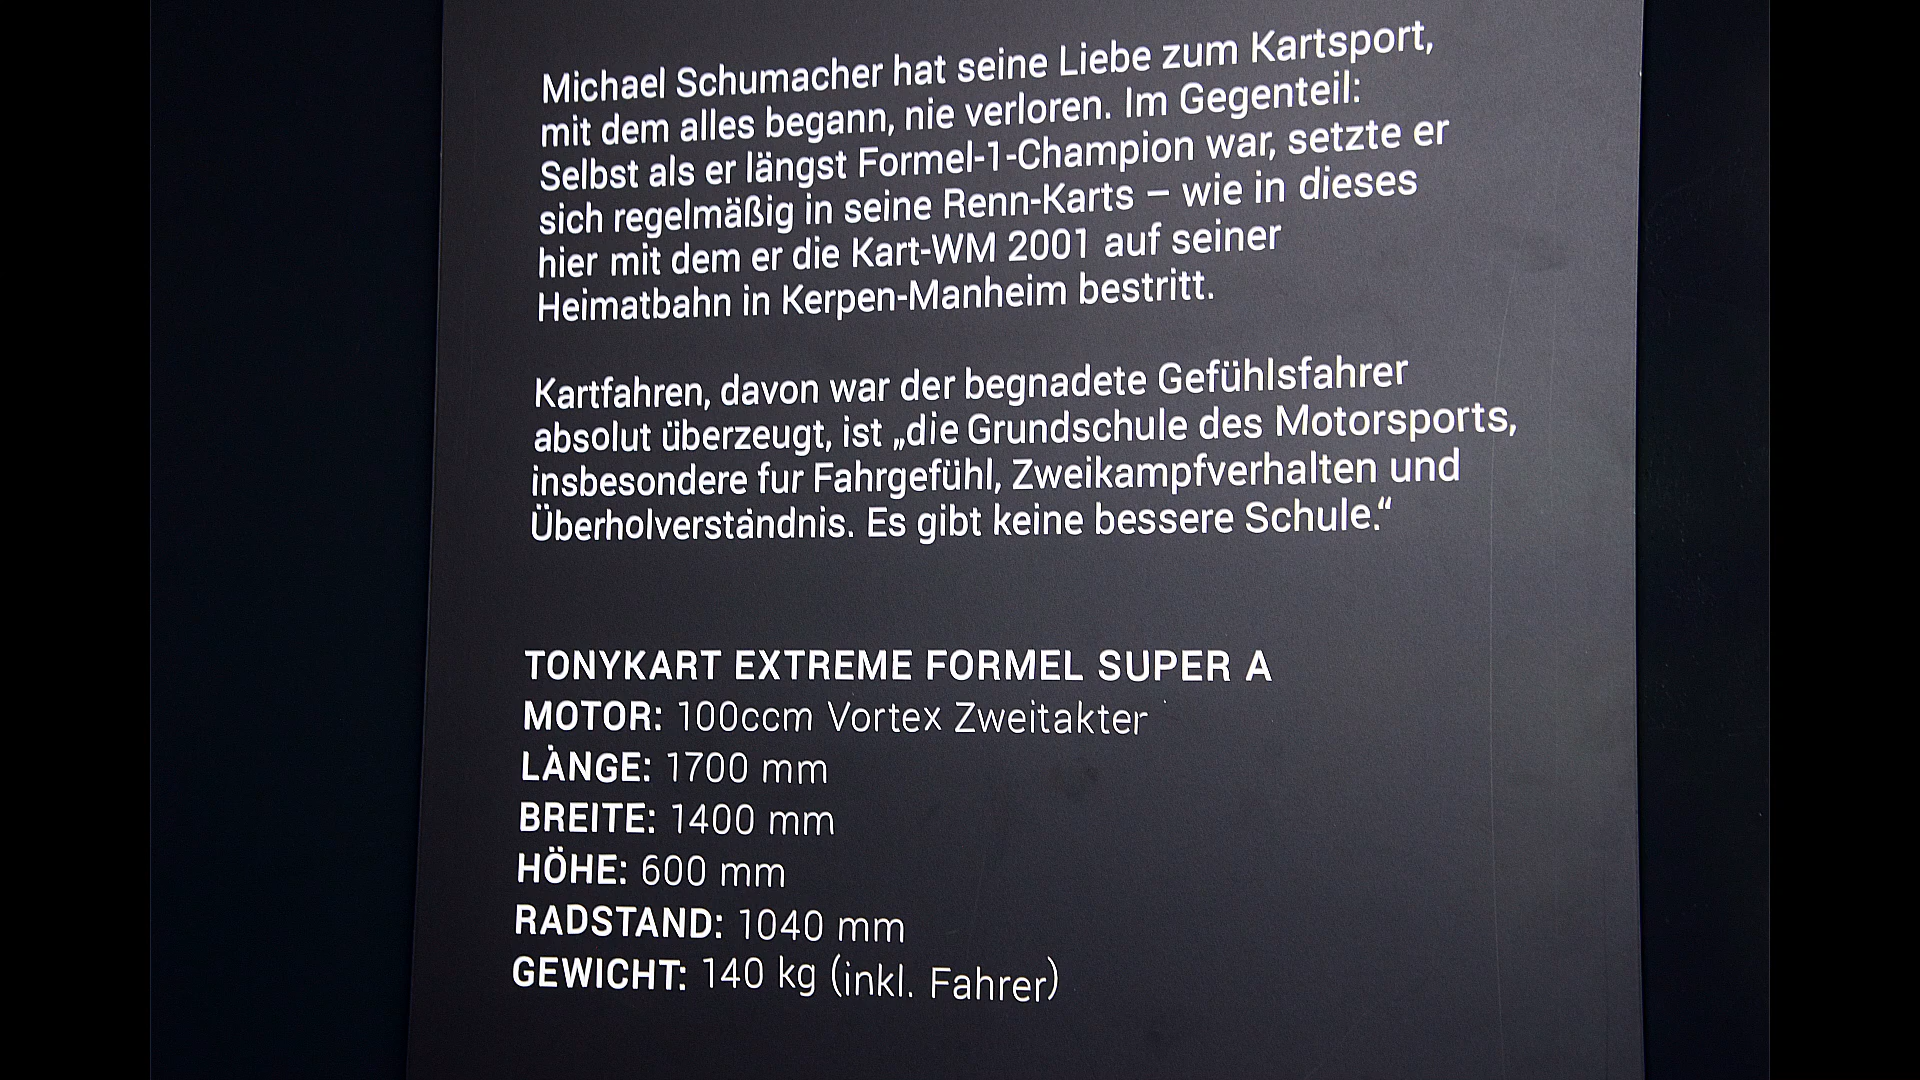 Michael Schumacher hat seine Liebe zum Kartsport,
mit dem alles begann, nie verloren. Im Gegenteil:
Selbst als er längst Formel-1-Champion war, setzte er
sich regelmäßig in seine Renn-Karts – wie in dieses
hier mit dem er die Kart-WM 2001 auf seiner
Heimatbahn in Kerpen-Manheim bestritt.
Kartfahren, davon war der begnadete Gefühlsfahrer
absolut überzeugt, ist „die Grundschule des Motorsports,
insbesondere fur Fahrgefühl, Zweikampfverhalten und
Überholverständnis. Es gibt keine bessere Schule.“
TONYKART EXTREME FORMEL SUPER A
MOTOR: 100ccm Vortex Zweitakter
LÄNGE: 1700 mm
BREITE: 1400 mm
HÖHE: 600 mm
RADSTAND: 1040 mm
GEWICHT: 140 kg (inkl. Fahrer)